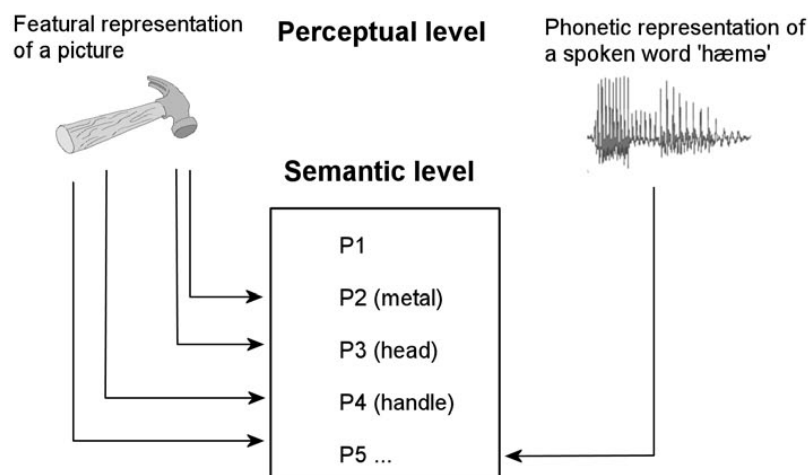 Featural representation
of a picture
Perceptual level
Phonetic representation of
a spoken word 'hæmə'
Semantic level
P1
P2 (metal)
P3 (head)
P4 (handle)
P5 ...